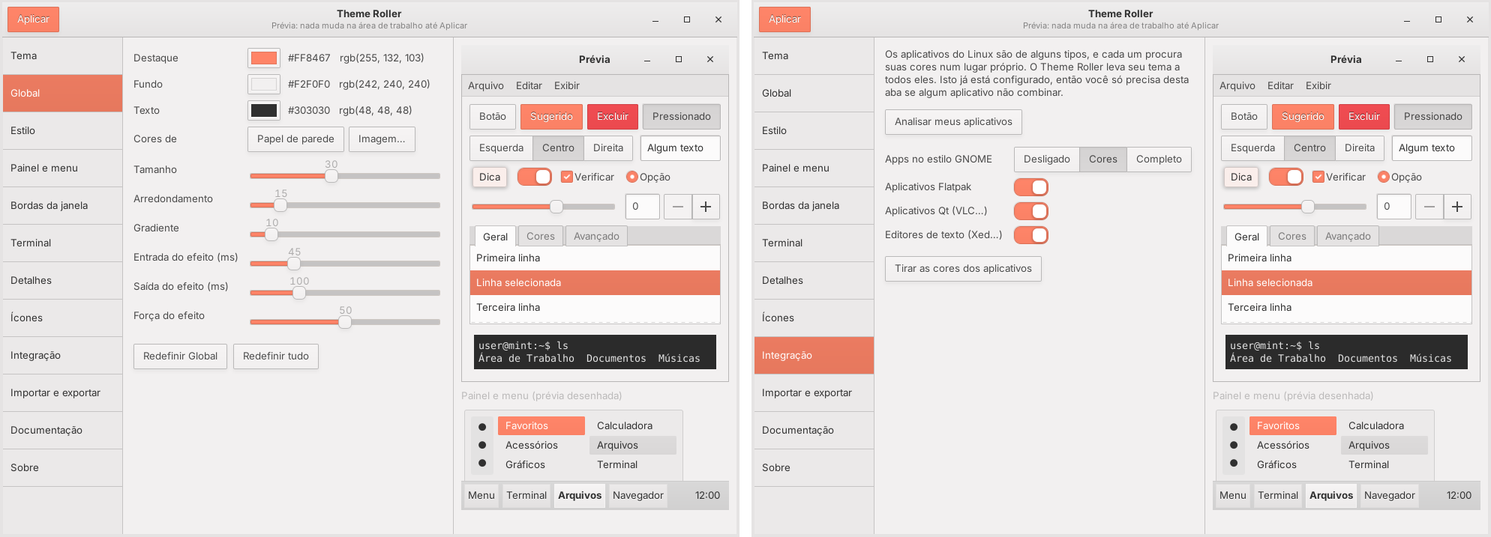 Aplicar
Theme Roller
Prévia: nada muda na área de trabalho até Aplicar
Tema
Global
Estilo
Painel e menu
Bordas da janela
Terminal
Detalhes
Ícones
Integração
Importar e exportar
Documentação
Sobre
Destaque #FF8467 rgb(255, 132, 103)
Fundo #F2F0F0 rgb(242, 240, 240)
Texto #303030 rgb(48, 48, 48)
Cores de Papel de parede Imagem...
Tamanho 30
Arredondamento 15
Gradiente 10
Entrada do efeito (ms) 45
Saída do efeito (ms) 100
Força do efeito 50
Redefinir Global Redefinir tudo
Prévia
Arquivo Editar Exibir
Botão Sugerido Excluir Pressionado
Esquerda Centro Direita Algum texto
Dica Verificar Opção
0
Geral Cores Avançado
Primeira linha
Linha selecionada
Terceira linha
user@mint:~$ ls
Área de Trabalho Documentos Músicas
Painel e menu (prévia desenhada)
Favoritos Calculadora
Acessórios Arquivos
Gráficos Terminal
Menu Terminal Arquivos Navegador 12:00
Aplicar
Theme Roller
Prévia: nada muda na área de trabalho até Aplicar
Tema
Global
Estilo
Painel e menu
Bordas da janela
Terminal
Detalhes
Ícones
Integração
Importar e exportar
Documentação
Sobre
Os aplicativos do Linux são de alguns tipos, e cada um procura
suas cores num lugar próprio. O Theme Roller leva seu tema a
todos eles. Isto já está configurado, então você só precisa desta
aba se algum aplicativo não combinar.
Analisar meus aplicativos
Apps no estilo GNOME Desligado Cores Completo
Aplicativos Flatpak
Aplicativos Qt (VLC...)
Editores de texto (Xed...)
Tirar as cores dos aplicativos
Prévia
Arquivo Editar Exibir
Botão Sugerido Excluir Pressionado
Esquerda Centro Direita Algum texto
Dica Verificar Opção
0
Geral Cores Avançado
Primeira linha
Linha selecionada
Terceira linha
user@mint:~$ ls
Área de Trabalho Documentos Músicas
Painel e menu (prévia desenhada)
Favoritos Calculadora
Acessórios Arquivos
Gráficos Terminal
Menu Terminal Arquivos Navegador 12:00